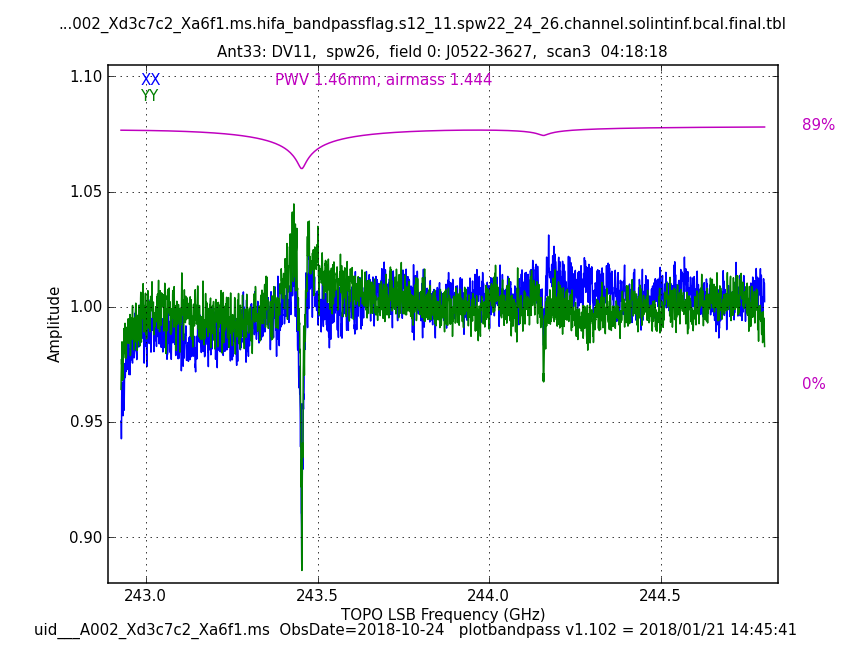 ...002_Xd3c7c2_Xa6f1.ms.hifa_bandpassflag.s12_11.spw22_24_26.channel.solintinf.bcal.final.tbl
Ant33: DV11,  spw26,  field 0: J0522-3627,  scan3  04:18:18
XX
YY
PWV 1.46mm, airmass 1.444
89%
0%
1.10
1.05
1.00
0.95
0.90
Amplitude
243.0 243.5 244.0 244.5
TOPO LSB Frequency (GHz)
uid___A002_Xd3c7c2_Xa6f1.ms  ObsDate=2018-10-24   plotbandpass v1.102 = 2018/01/21 14:45:41